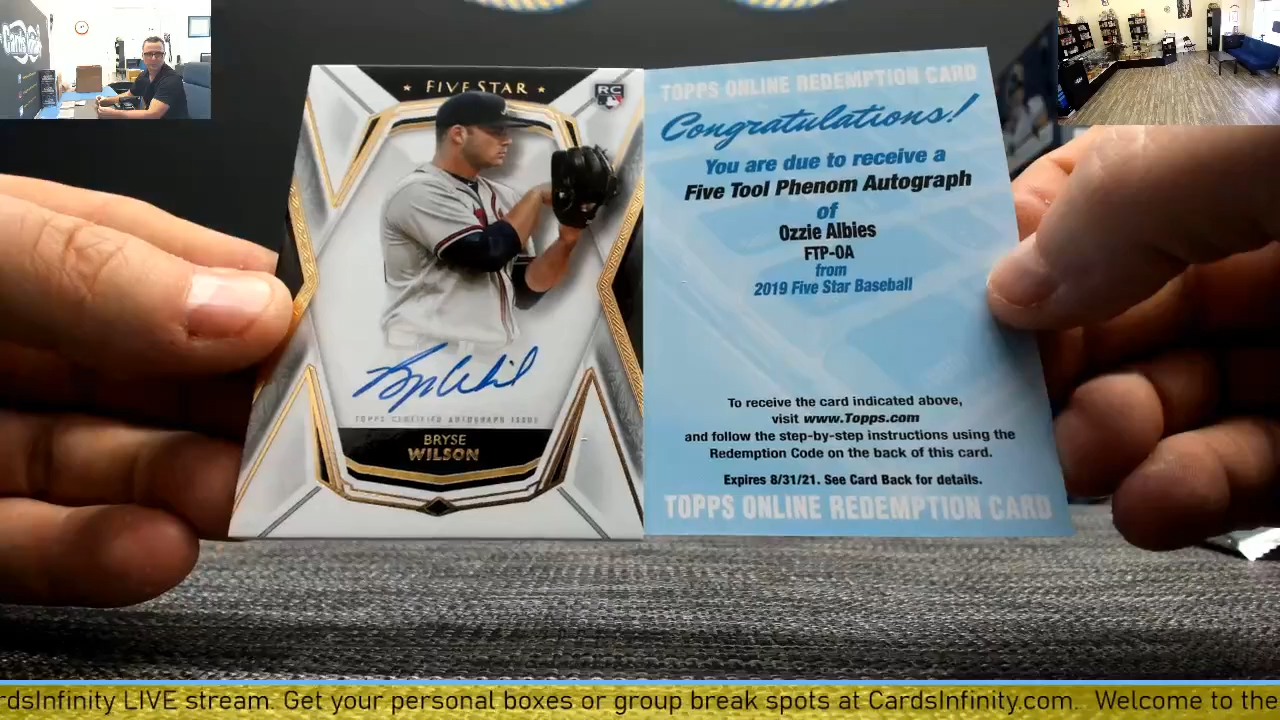 ★ FIVE STAR ★
RC
BRYSE
WILSON
TOPPS CERTIFIED AUTOGRAPH ISSUE
TOPPS ONLINE REDEMPTION CARD
Congratulations!
You are due to receive a
Five Tool Phenom Autograph
of
Ozzie Albies
FTP-OA
from
2019 Five Star Baseball
To receive the card indicated above,
visit www.Topps.com
and follow the step-by-step instructions using the
Redemption Code on the back of this card.
Expires 8/31/21. See Card Back for details.
TOPPS ONLINE REDEMPTION CARD
rdsInfinity LIVE stream. Get your personal boxes or group break spots at CardsInfinity.com. Welcome to the